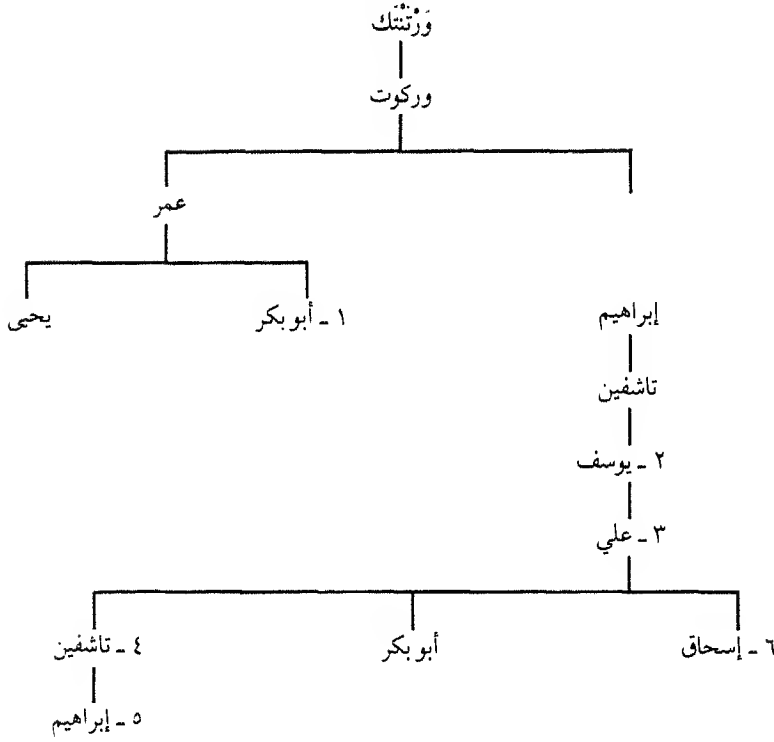 وَرْتَنْتَك
وركوت
عمر
١ ـ أبو بكر
يحيى
إبراهيم
تاشفين
٢ ـ يوسف
٣ ـ علي
٦ ـ إسحاق
أبو بكر
٤ ـ تاشفين
٥ ـ إبراهيم